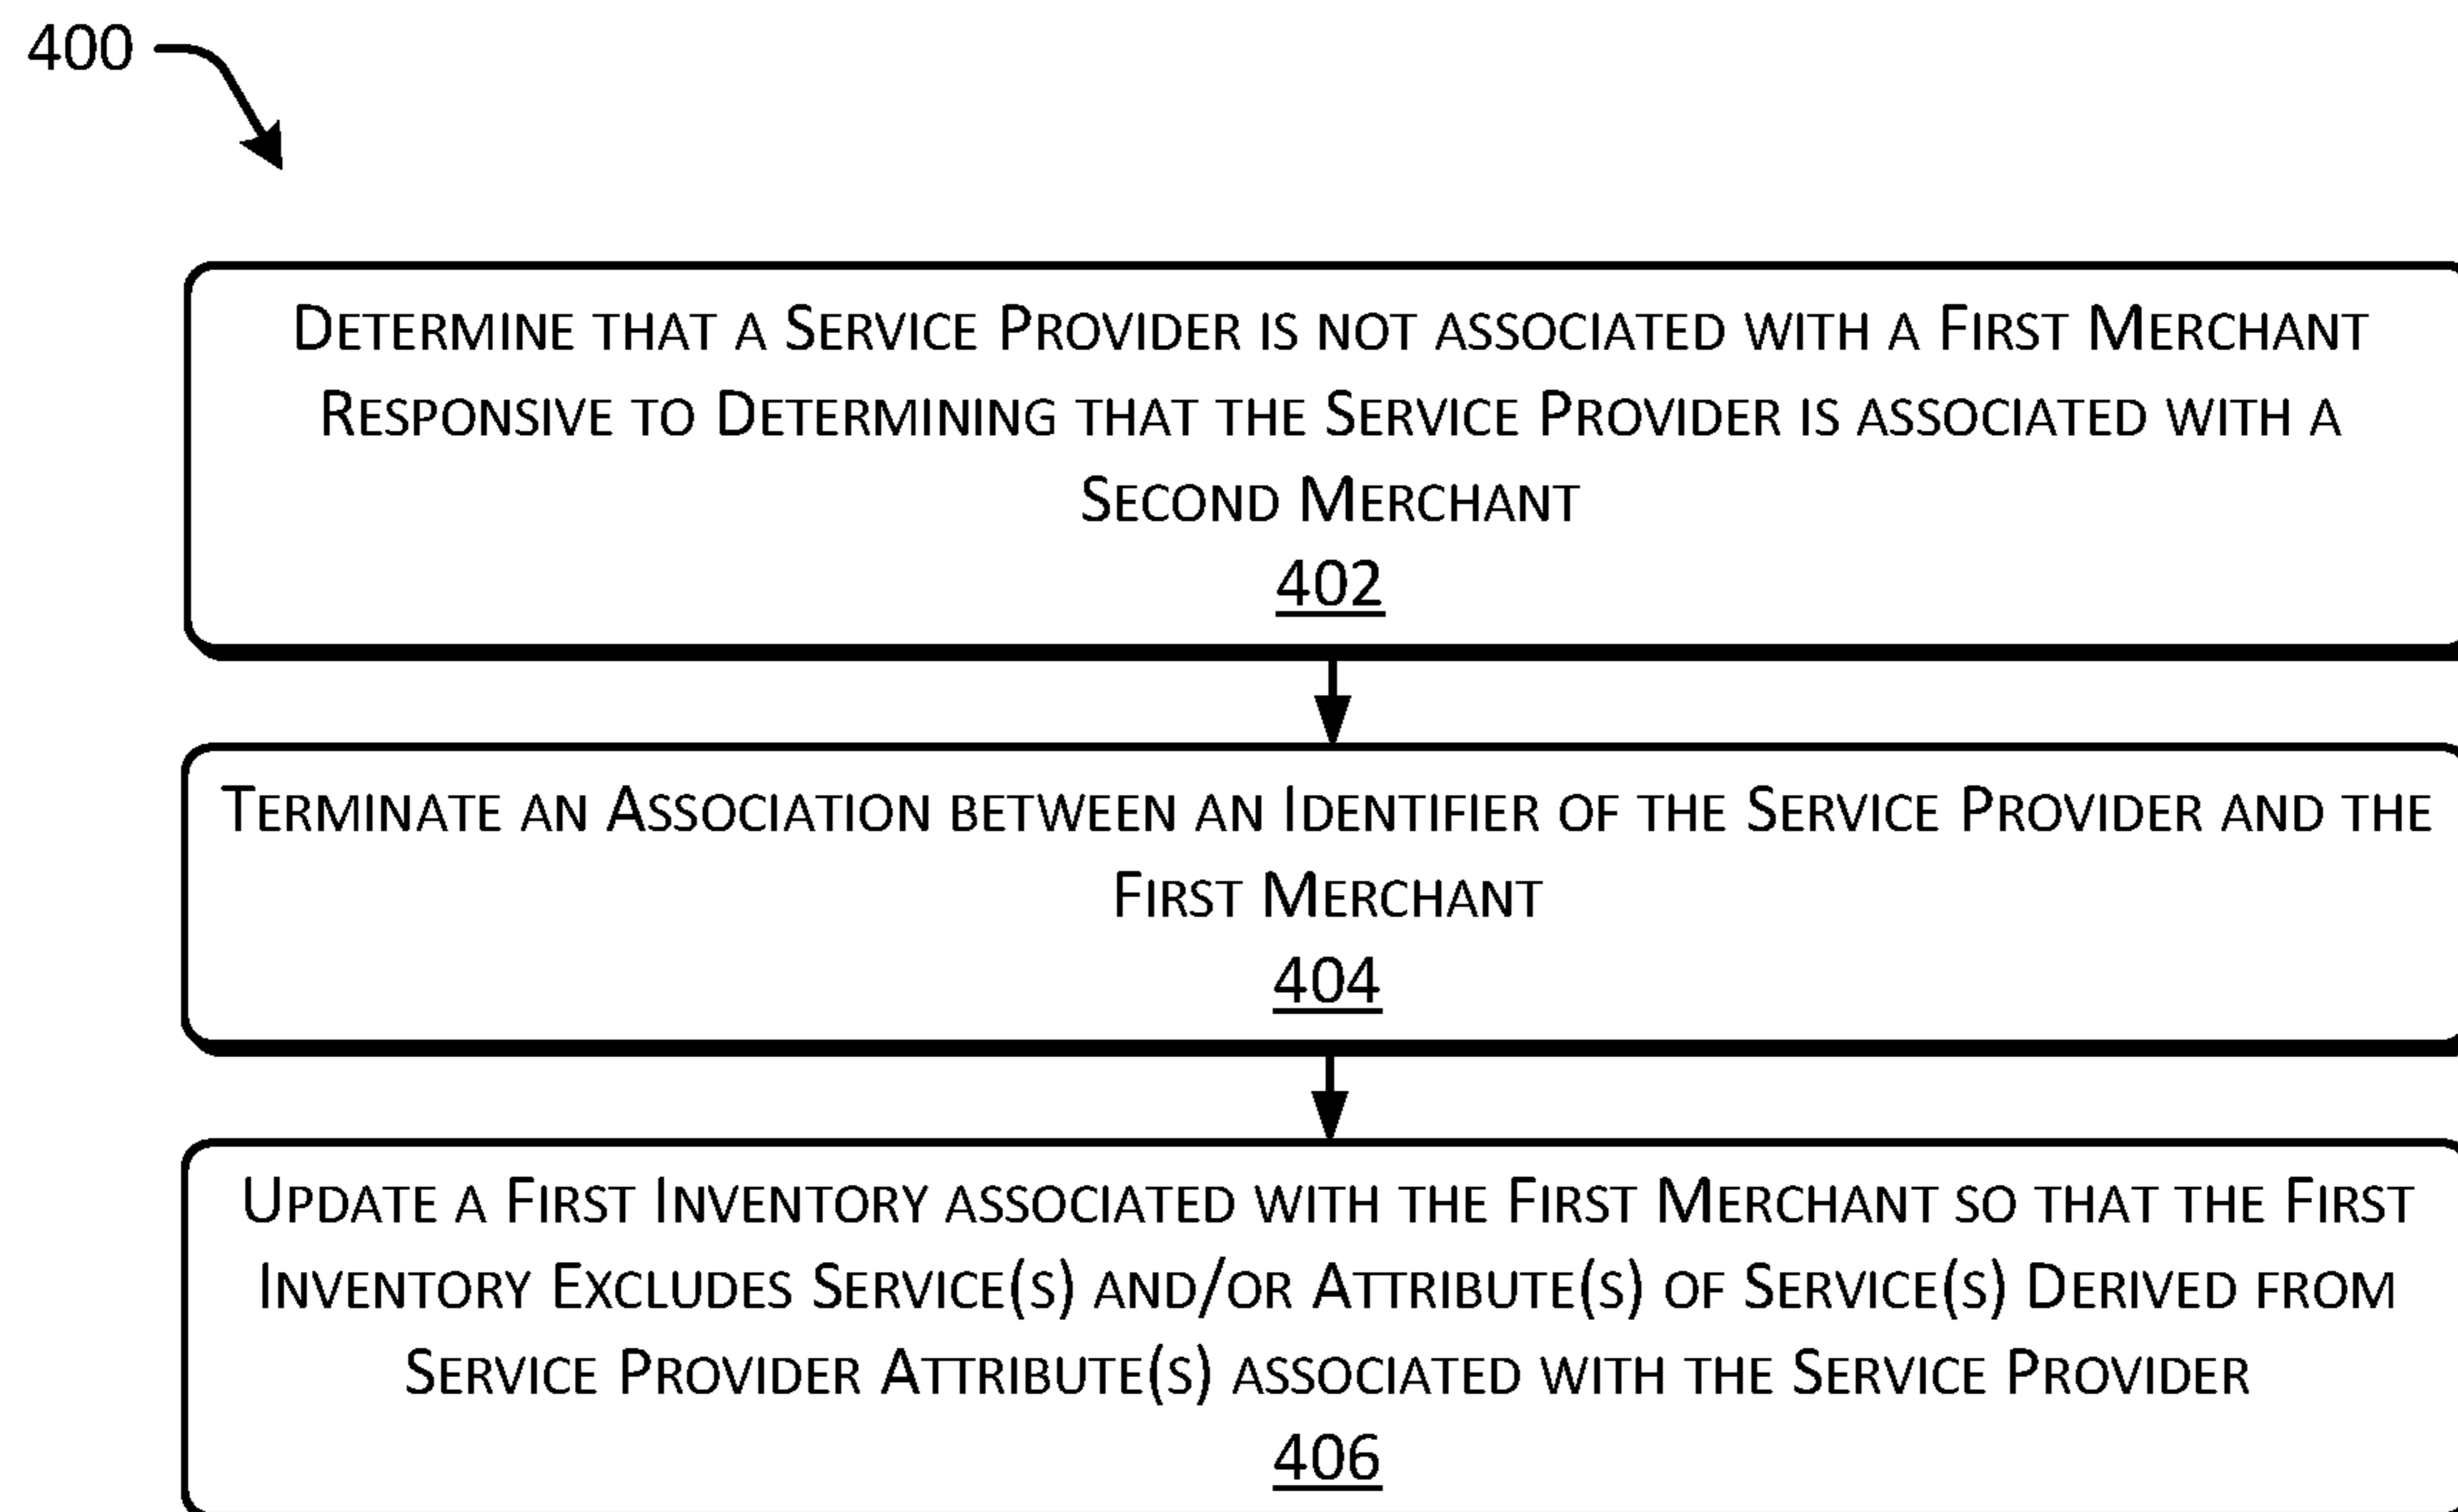 400
Determine that a Service Provider is not associated with a First Merchant
Responsive to Determining that the Service Provider is associated with a
Second Merchant
402
Terminate an Association between an Identifier of the Service Provider and the
First Merchant
404
Update a First Inventory associated with the First Merchant so that the First
Inventory Excludes Service(s) and/or Attribute(s) of Service(s) Derived from
Service Provider Attribute(s) associated with the Service Provider
406